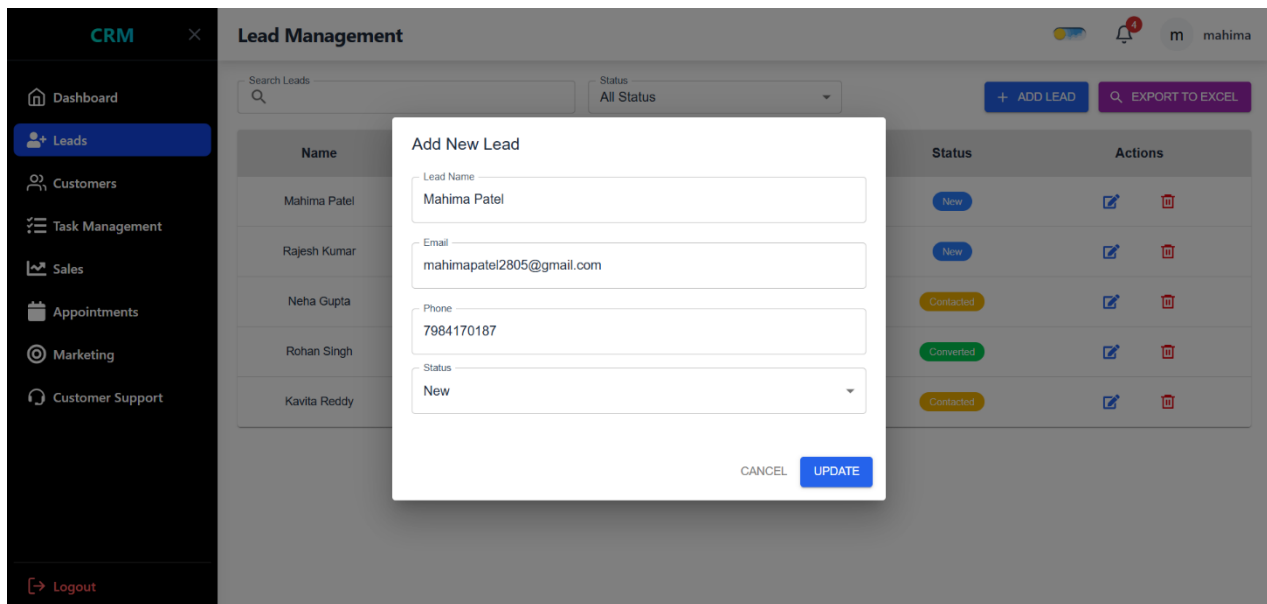 CRM
Lead Management
4
m mahima
Dashboard
Leads
Customers
Task Management
Sales
Appointments
Marketing
Customer Support
Logout
Search Leads
Status
All Status
+ ADD LEAD
EXPORT TO EXCEL
Name Status Actions
Mahima Patel New
Rajesh Kumar New
Neha Gupta Contacted
Rohan Singh Converted
Kavita Reddy Contacted
Add New Lead
Lead Name
Mahima Patel
Email
mahimapatel2805@gmail.com
Phone
7984170187
Status
New
CANCEL UPDATE